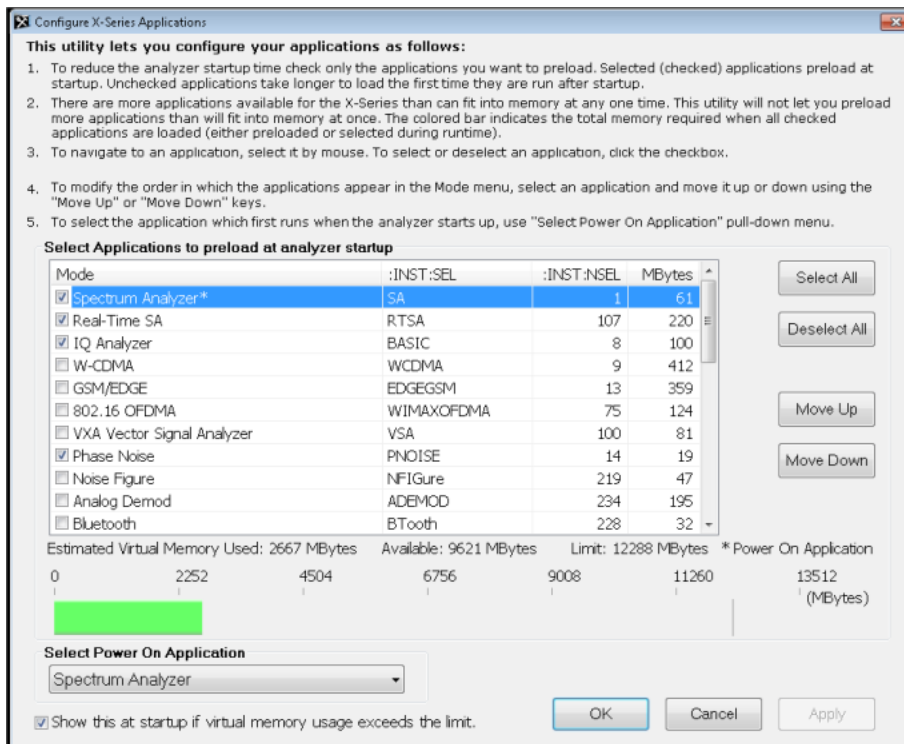 Configure X-Series Applications
This utility lets you configure your applications as follows:
1. To reduce the analyzer startup time check only the applications you want to preload. Selected (checked) applications preload at
startup. Unchecked applications take longer to load the first time they are run after startup.
2. There are more applications available for the X-Series than can fit into memory at any one time. This utility will not let you preload
more applications than will fit into memory at once. The colored bar indicates the total memory required when all checked
applications are loaded (either preloaded or selected during runtime).
3. To navigate to an application, select it by mouse. To select or deselect an application, click the checkbox.
4. To modify the order in which the applications appear in the Mode menu, select an application and move it up or down using the
"Move Up" or "Move Down" keys.
5. To select the application which first runs when the analyzer starts up, use "Select Power On Application" pull-down menu.
Select Applications to preload at analyzer startup
Mode :INST:SEL :INST:NSEL MBytes
Spectrum Analyzer* SA 1 61
Real-Time SA RTSA 107 220
IQ Analyzer BASIC 8 100
W-CDMA WCDMA 9 412
GSM/EDGE EDGEGSM 13 359
802.16 OFDMA WIMAXOFDMA 75 124
VXA Vector Signal Analyzer VSA 100 81
Phase Noise PNOISE 14 19
Noise Figure NFIGure 219 47
Analog Demod ADEMOD 234 195
Bluetooth BTooth 228 32
Select All
Deselect All
Move Up
Move Down
Estimated Virtual Memory Used: 2667 MBytes Available: 9621 MBytes Limit: 12288 MBytes * Power On Application
0 2252 4504 6756 9008 11260 13512
(MBytes)
Select Power On Application
Spectrum Analyzer
Show this at startup if virtual memory usage exceeds the limit.
OK Cancel Apply